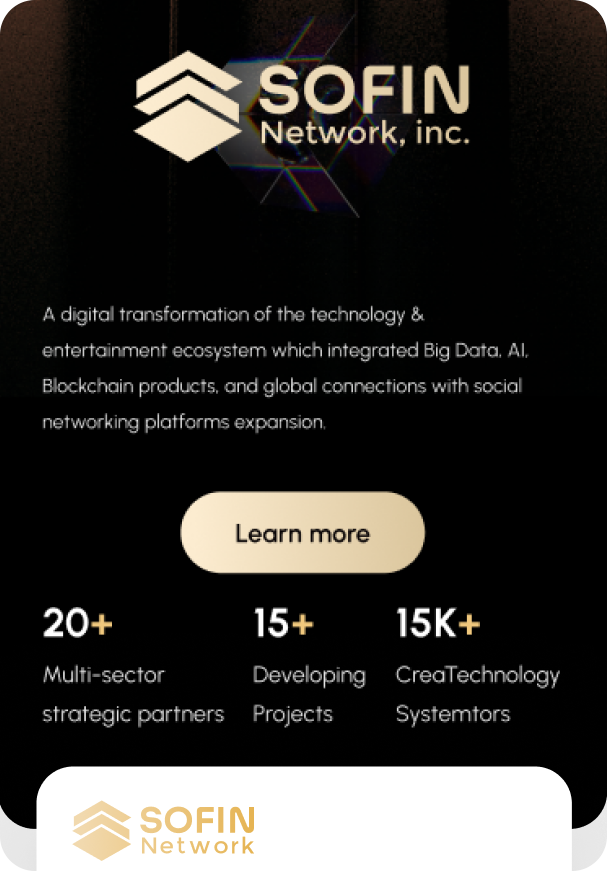 SOFIN
Network, inc.
A digital transformation of the technology &
entertainment ecosystem which integrated Big Data, AI,
Blockchain products, and global connections with social
networking platforms expansion.
Learn more
20+
Multi-sector
strategic partners
15+
Developing
Projects
15K+
CreaTechnology
Systemtors
SOFIN
Network